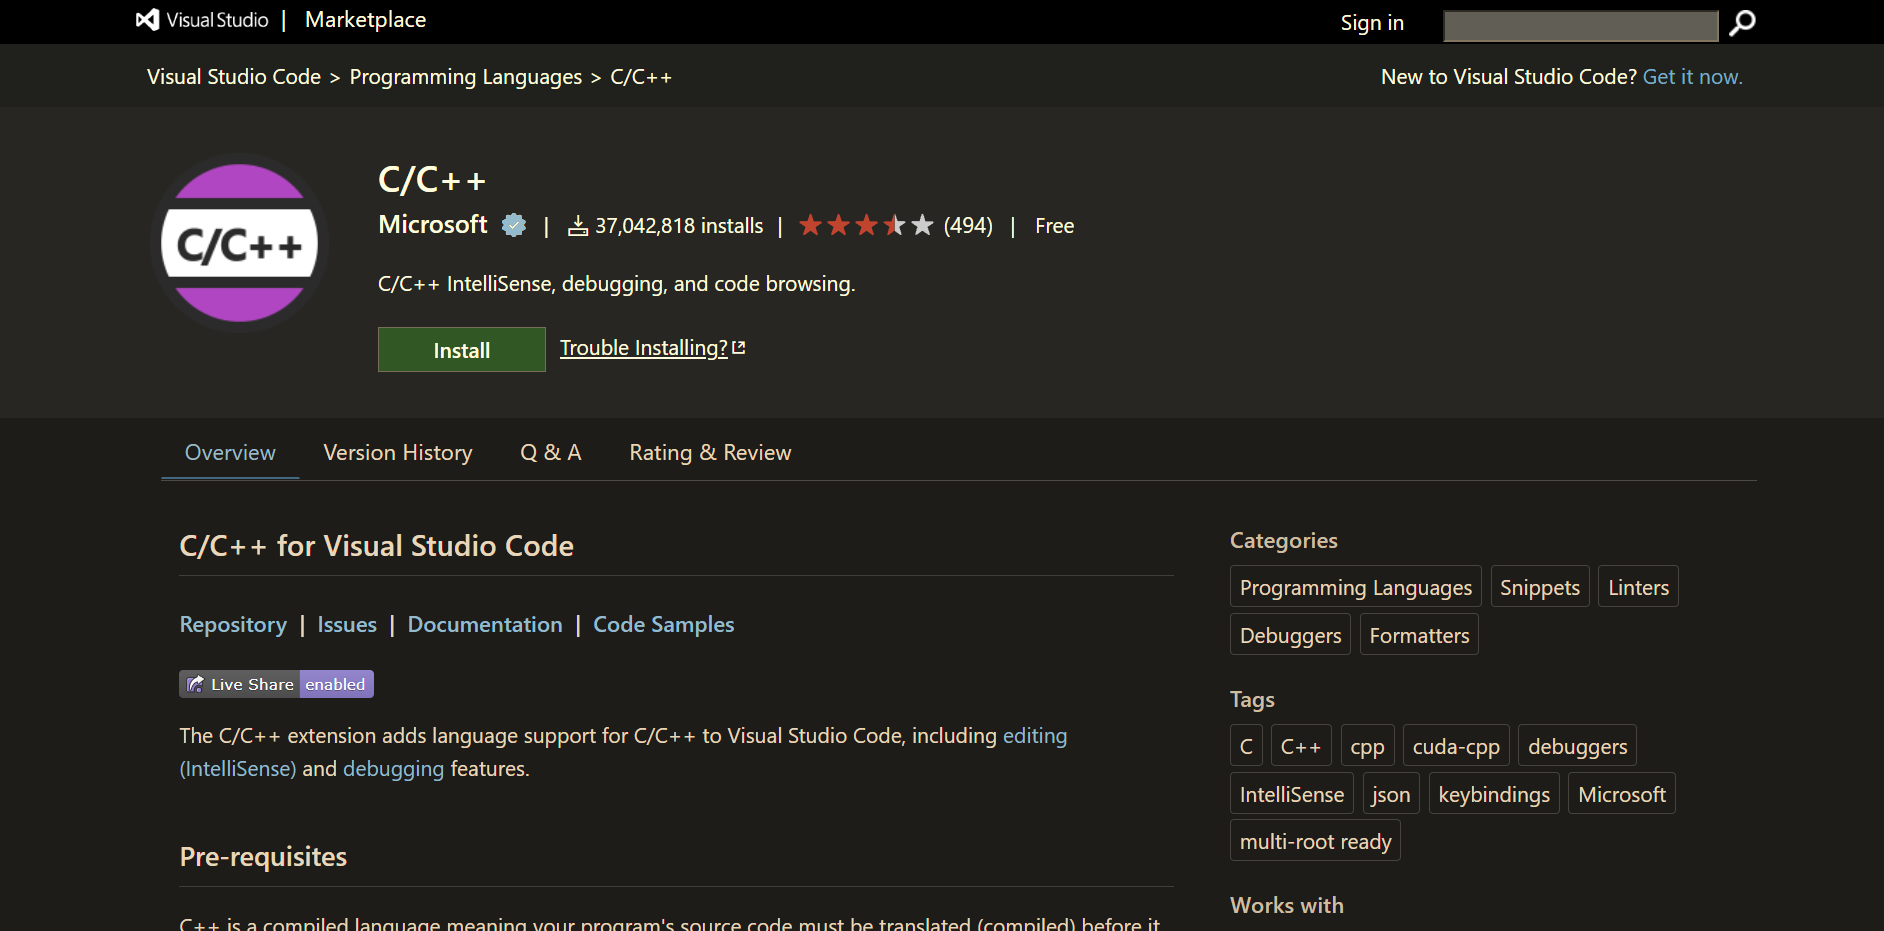 Visual Studio | Marketplace
Sign in
Visual Studio Code > Programming Languages > C/C++
New to Visual Studio Code? Get it now.
C/C++
C/C++
Microsoft | 37,042,818 installs | (494) | Free
C/C++ IntelliSense, debugging, and code browsing.
Install Trouble Installing?
Overview Version History Q & A Rating & Review
C/C++ for Visual Studio Code
Repository | Issues | Documentation | Code Samples
Live Share enabled
The C/C++ extension adds language support for C/C++ to Visual Studio Code, including editing
(IntelliSense) and debugging features.
Pre-requisites
C++ is a compiled language meaning your program's source code must be translated (compiled) before it
Categories
Programming Languages Snippets Linters
Debuggers Formatters
Tags
C C++ cpp cuda-cpp debuggers
IntelliSense json keybindings Microsoft
multi-root ready
Works with